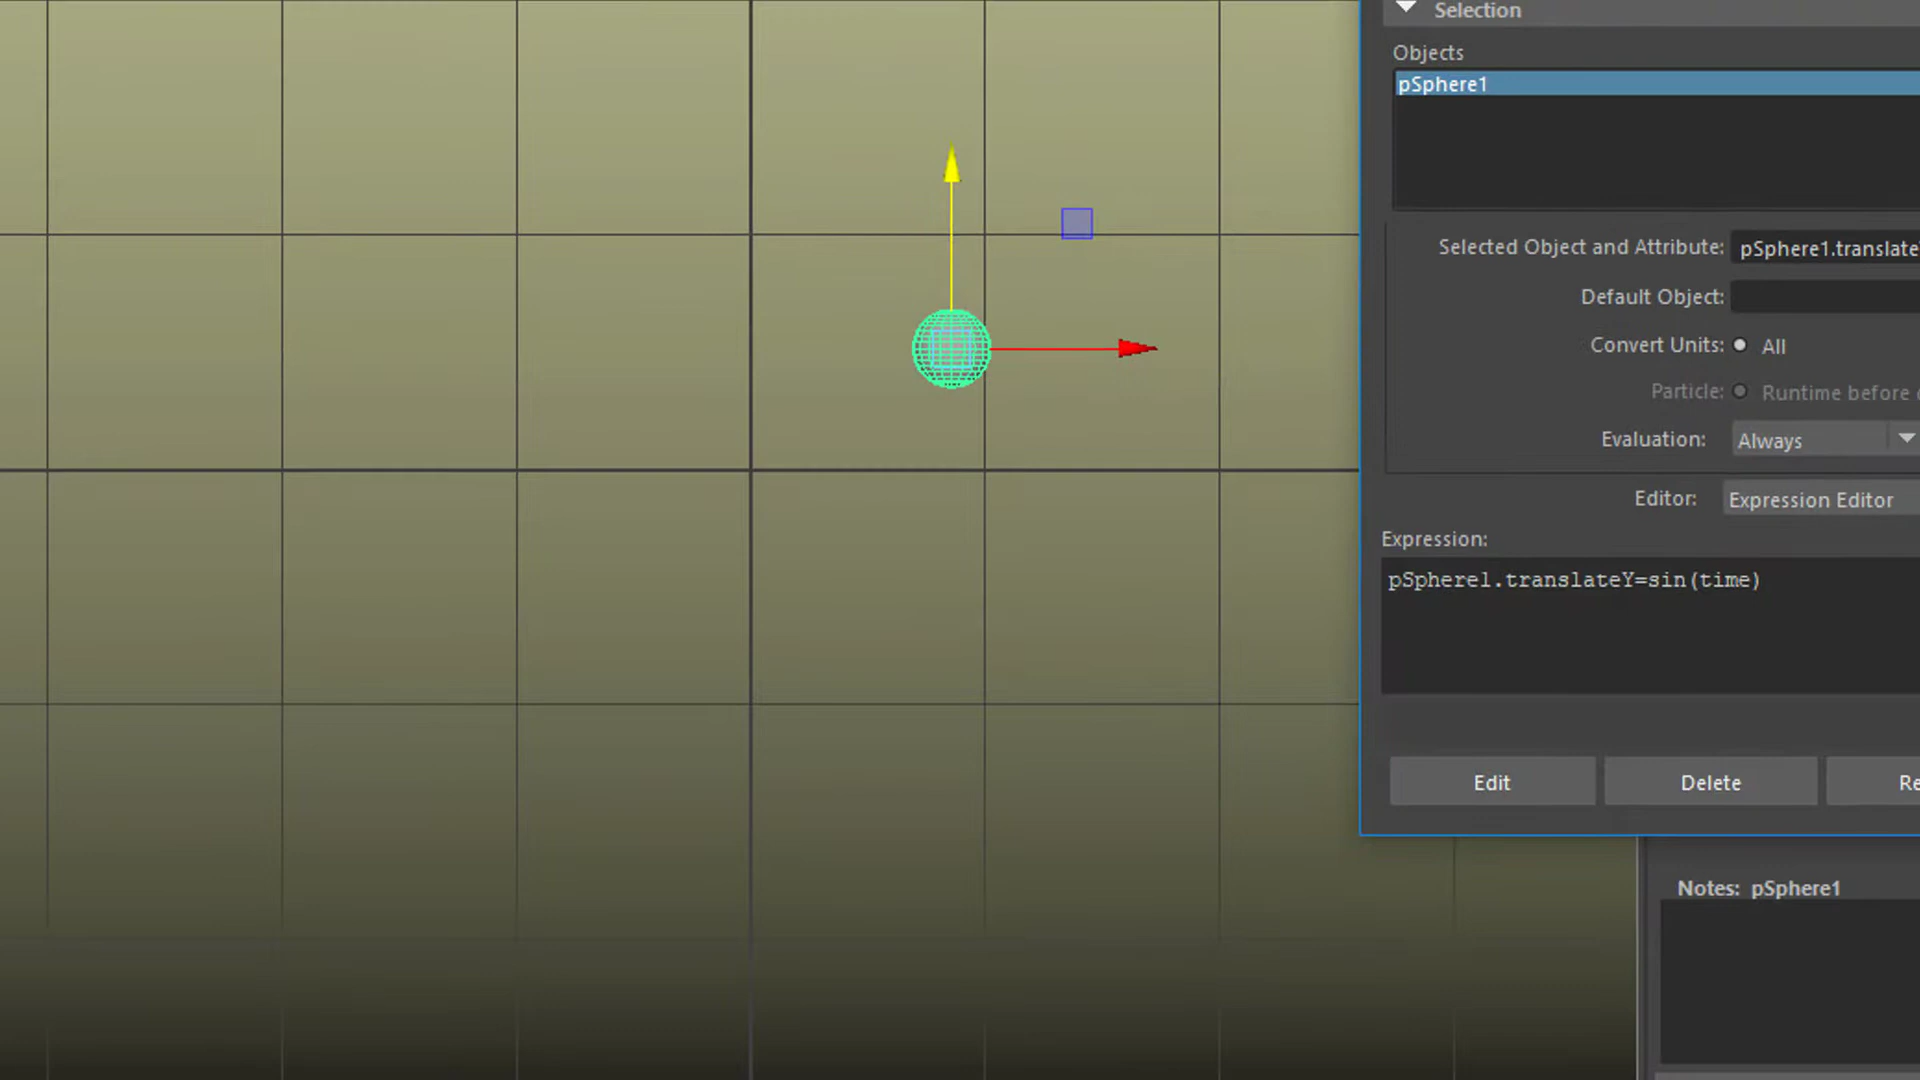 Selection
Objects
pSphere1
Selected Object and Attribute: pSphere1.translate
Default Object:
Convert Units: All
Particle: Runtime before
Evaluation: Always
Editor: Expression Editor
Expression:
pSphere1.translateY=sin(time)
Edit Delete Re
Notes: pSphere1